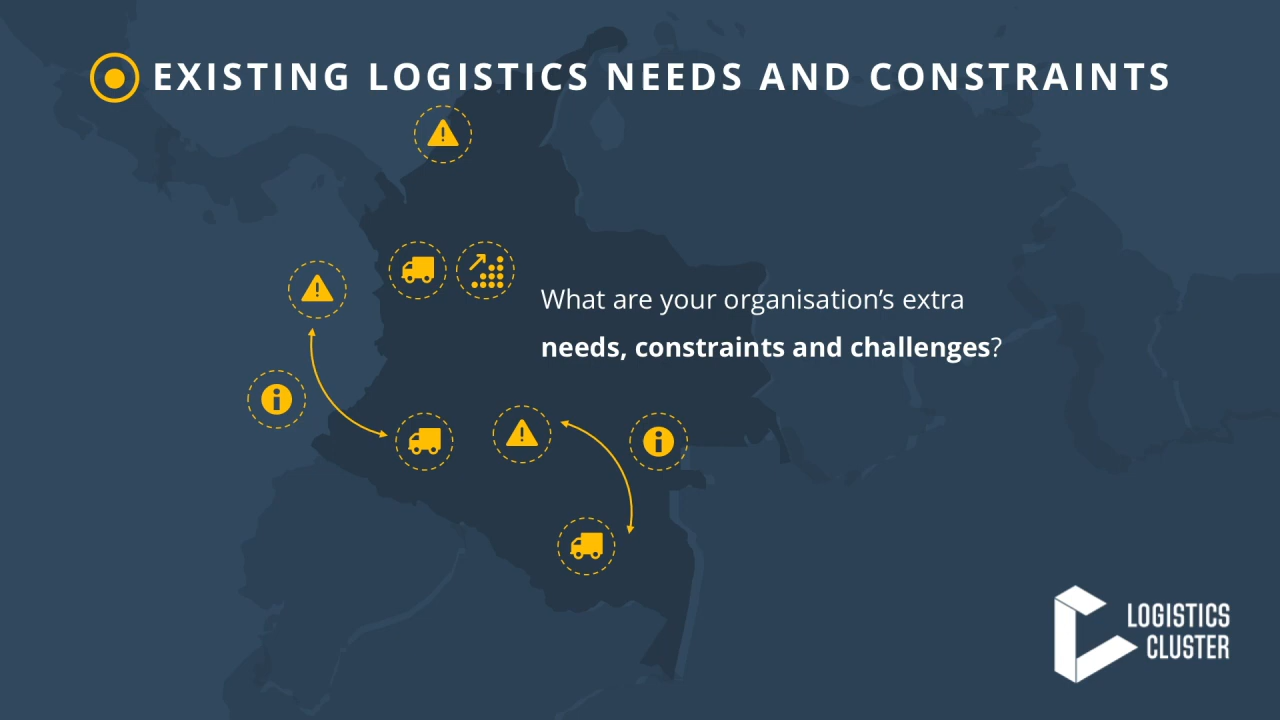 EXISTING LOGISTICS NEEDS AND CONSTRAINTS
What are your organisation’s extra
needs, constraints and challenges?
LOGISTICS
CLUSTER